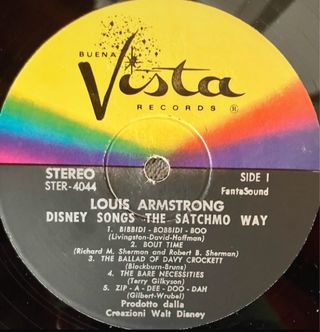 BUENA
Vista
RECORDS ®
STEREO
STER-4044
SIDE 1
FantaSound
LOUIS ARMSTRONG
DISNEY SONGS THE SATCHMO WAY
1. BIBBIDI - BOBBIDI - BOO
(Livingston-David-Hoffman)
2. BOUT TIME
(Richard M. Sherman and Robert B. Sherman)
3. THE BALLAD OF DAVY CROCKETT
(Blackburn-Bruns)
4. THE BARE NECESSITIES
(Terry Gilkyson)
5. ZIP - A - DEE - DOO - DAH
(Gilbert-Wrubel)
Prodotto dalla
Creazioni Walt Disney